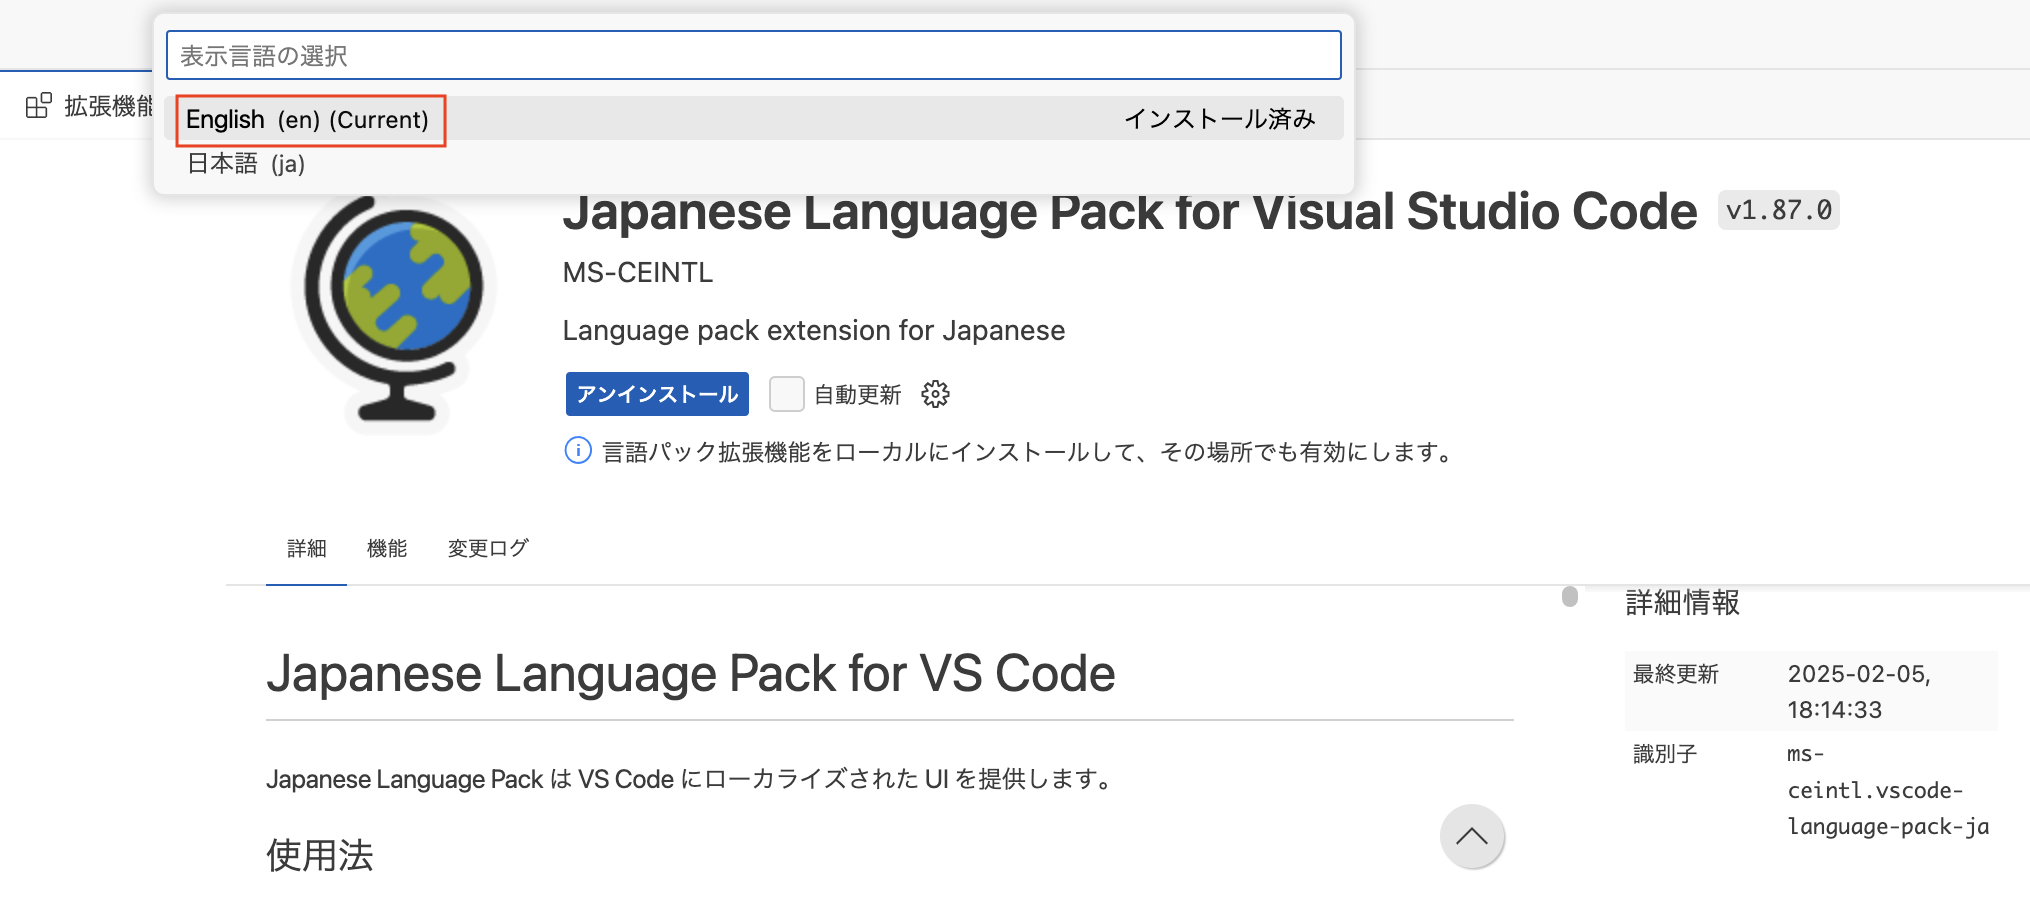 表示言語の選択
English (en) (Current) インストール済み
日本語 (ja)
拡張機能
Japanese Language Pack for Visual Studio Code v1.87.0
MS-CEINTL
Language pack extension for Japanese
アンインストール 自動更新
言語パック拡張機能をローカルにインストールして、その場所でも有効にします。
詳細 機能 変更ログ
Japanese Language Pack for VS Code
Japanese Language Pack は VS Code にローカライズされた UI を提供します。
使用法
詳細情報
最終更新 2025-02-05,
18:14:33
識別子 ms-
ceintl.vscode-
language-pack-ja